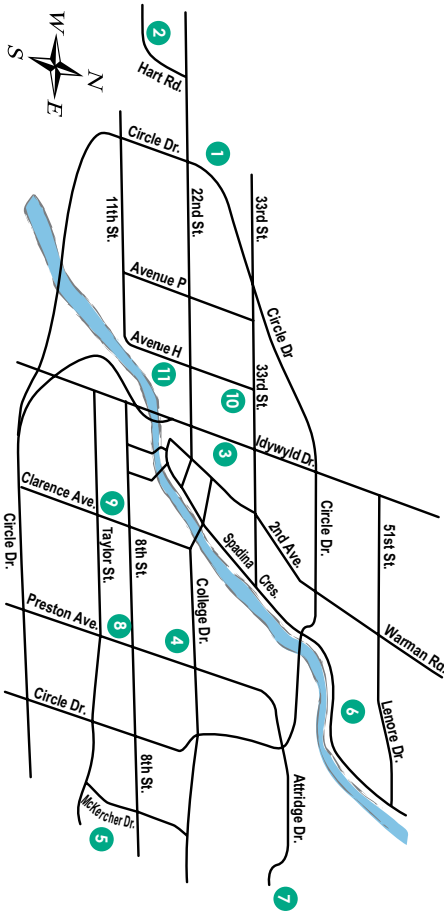 W
S
N
E
2
Hart Rd.
1
Circle Dr.
11th St.
22nd St.
33rd St.
Avenue P
Circle Dr
Avenue H
33rd St.
11
10
3
Idywyld Dr.
Circle Dr.
51st St.
9
Clarence Ave.
Circle Dr.
Taylor St.
8th St.
2nd Ave.
Spadina
Cres.
Warman Rd.
College Dr.
Preston Ave.
8
4
6
Lenore Dr.
Circle Dr.
8th St.
Attridge Dr.
McKercher Dr.
5
7